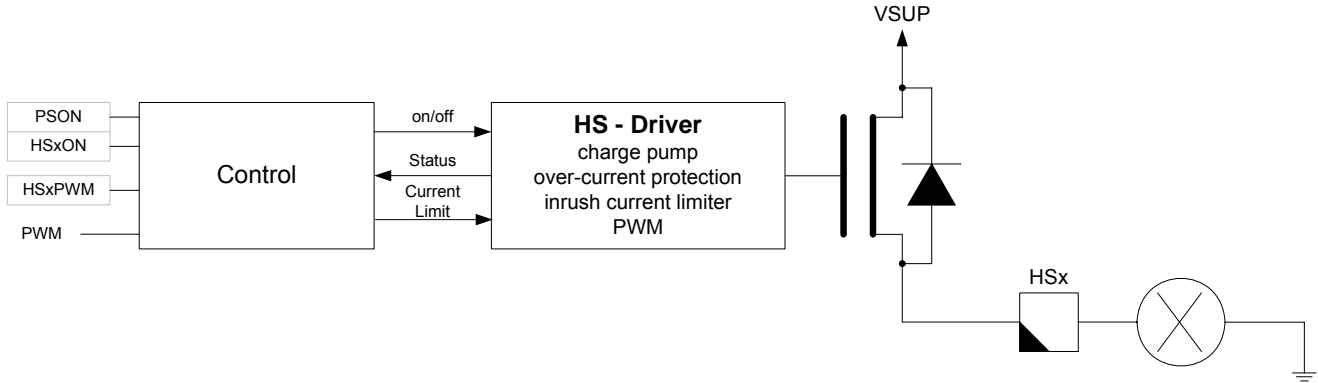 VSUP
PSON
HSxON
HSxPWM
PWM
Control
on/off
Status
Current
Limit
HS - Driver
charge pump
over-current protection
inrush current limiter
PWM
HSx